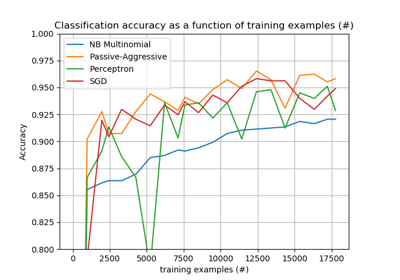 Classification accuracy as a function of training examples (#)
NB Multinomial
Passive-Aggressive
Perceptron
SGD
Accuracy
1.000
0.975
0.950
0.925
0.900
0.875
0.850
0.825
0.800
0 2500 5000 7500 10000 12500 15000 17500
training examples (#)